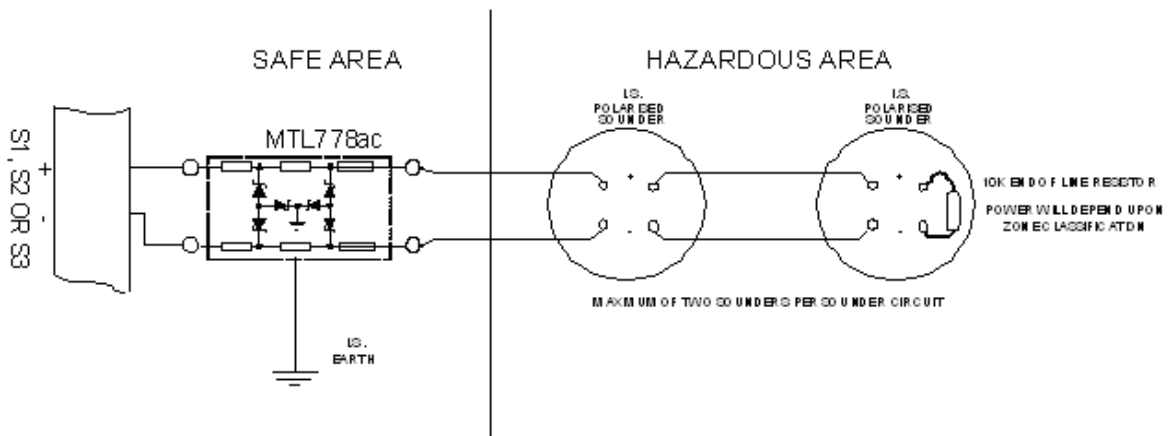 SAFE AREA
HAZARDOUS AREA
S1, S2 OR S3
+
-
MTL778ac
I.S.
EARTH
I.S.
POLARISED
SOUNDER
+
-
I.S.
POLARISED
SOUNDER
+
-
10K END OF LINE RESISTOR
POWER WILL DEPEND UPON
ZONE CLASSIFICATION
MAXIMUM OF TWO SOUNDERS PER SOUNDER CIRCUIT